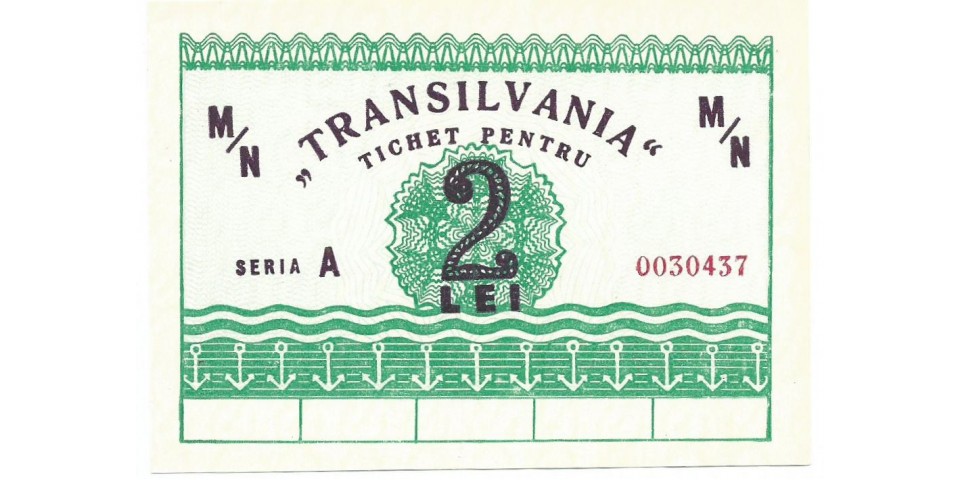 M/N
„TRANSILVANIA“
M/N
TICHET PENTRU
2
LEI
SERIA A
0030437